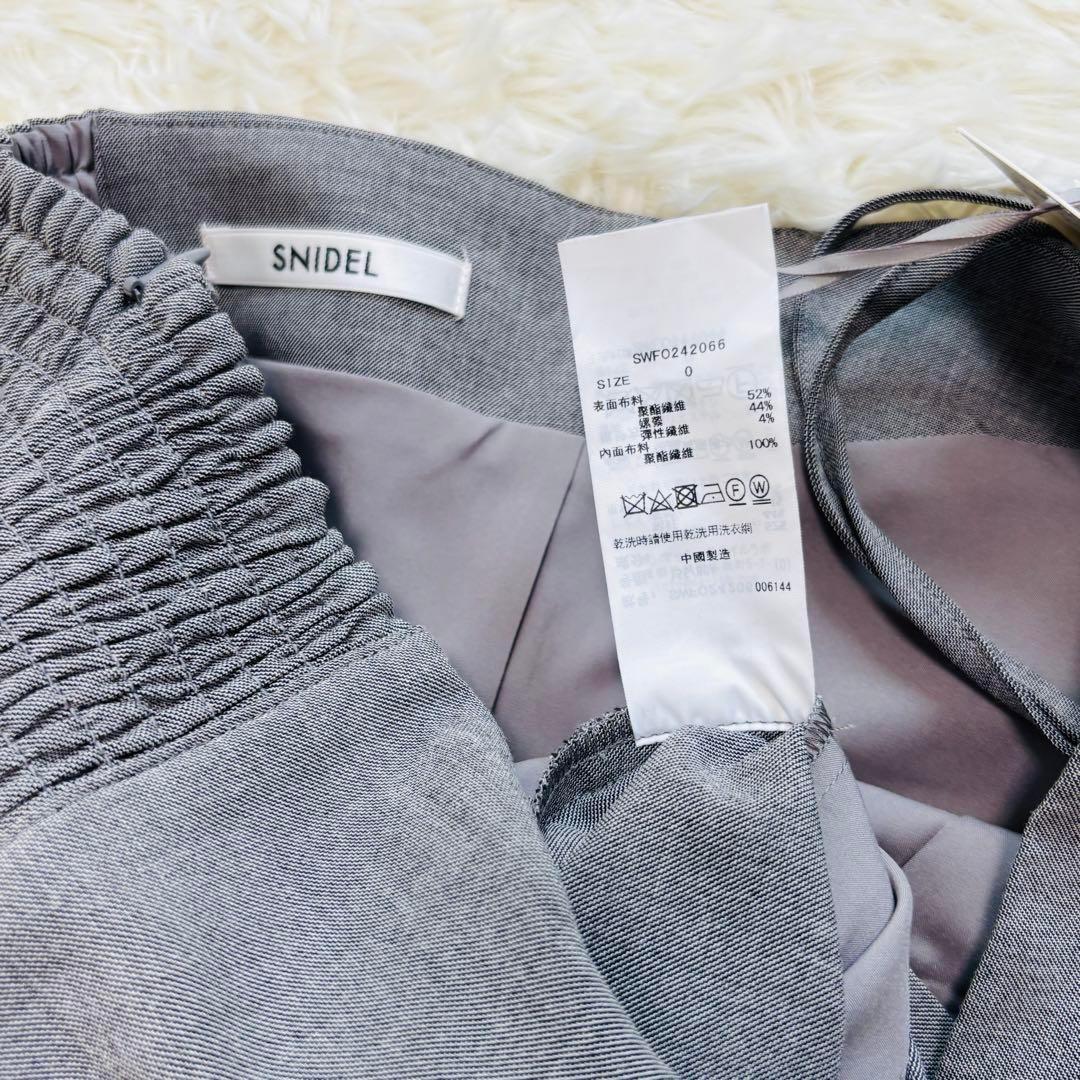 SNIDEL
SWFO242066
SIZE 0
表面布料
聚酯纖維 52%
嫘縈 44%
彈性纖維 4%
內面布料
聚酯纖維 100%
F W
乾洗時請使用乾洗用洗衣網
中國製造
006144